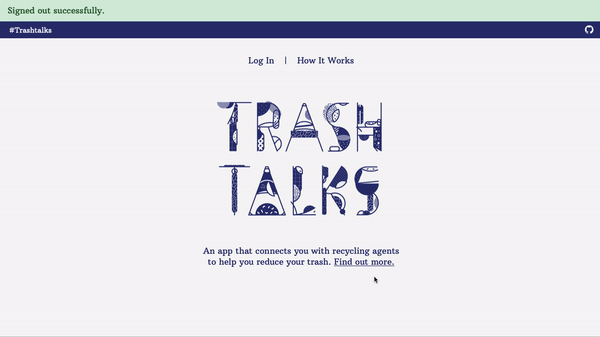 Signed out successfully.
#Trashtalks
Log In | How It Works
TRASH
TALKS
An app that connects you with recycling agents
to help you reduce your trash. Find out more.